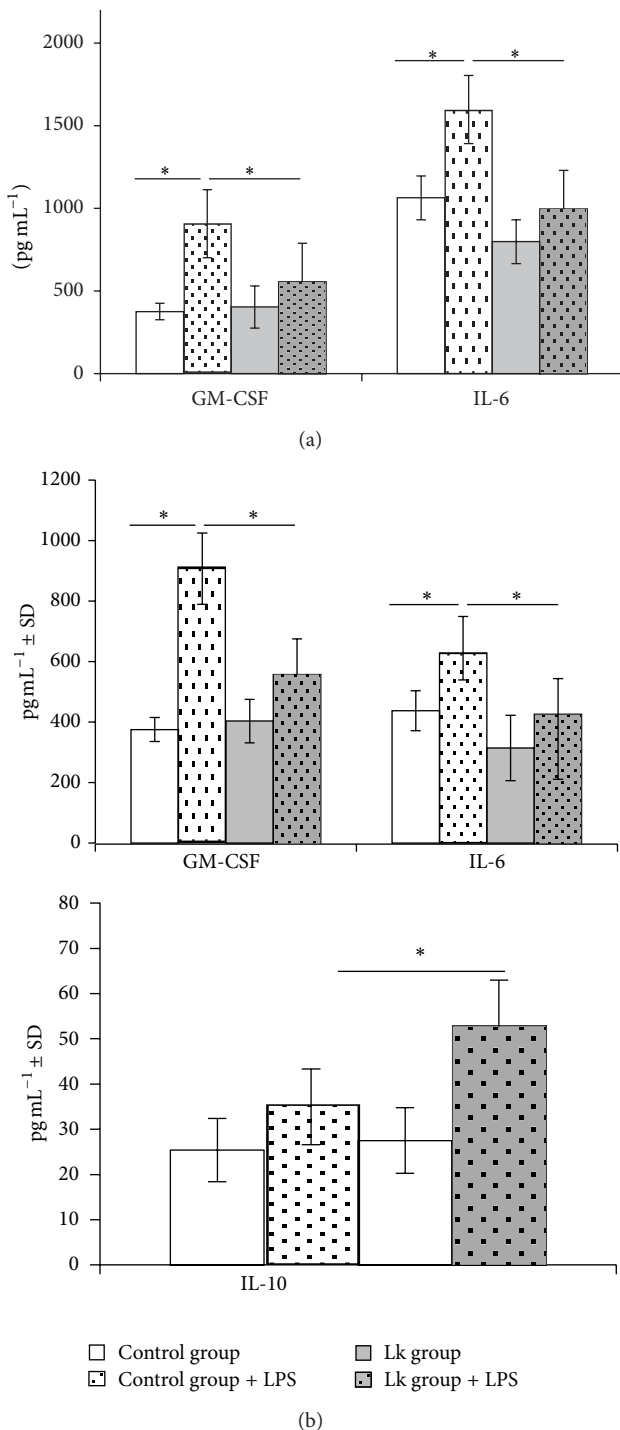 2000
1500
1000
500
0
(pg mL−1)
* * * *
GM-CSF IL-6
(a)
1200
1000
800
600
400
200
0
pg mL−1 ± SD
* * * *
GM-CSF IL-6
80
70
60
50
40
30
20
10
0
pg mL−1 ± SD
*
IL-10
Control group Lk group
Control group + LPS Lk group + LPS
(b)